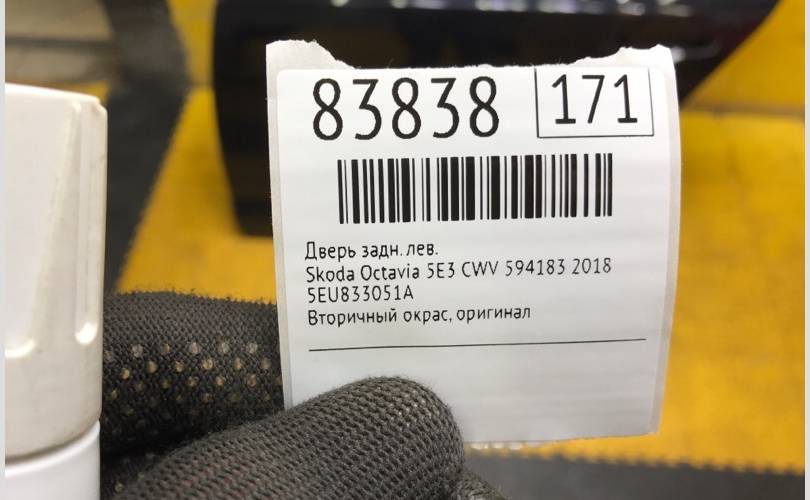 83838 171
Дверь задн. лев.
Skoda Octavia 5E3 CWV 594183 2018
5EU833051A
Вторичный окрас, оригинал